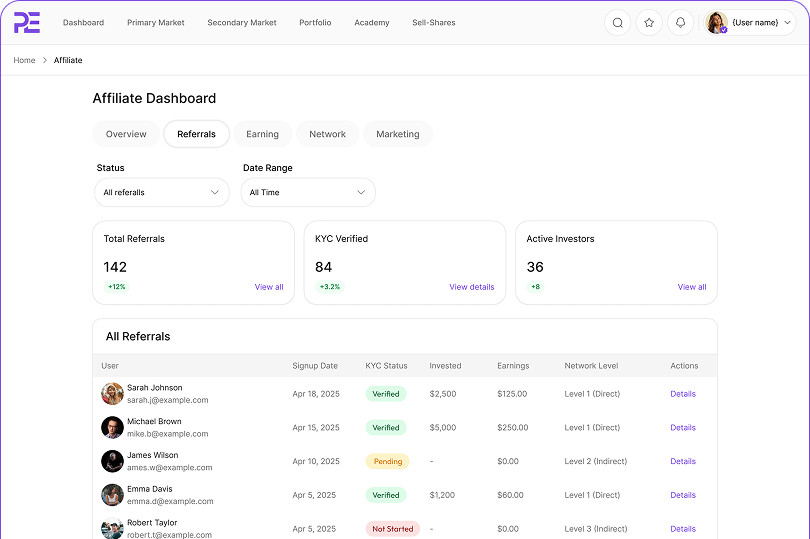 PE
Dashboard Primary Market Secondary Market Portfolio Academy Sell-Shares {User name}
Home > Affiliate
Affiliate Dashboard
Overview Referrals Earning Network Marketing
Status Date Range
All referalls All Time
Total Referrals KYC Verified Active Investors
142 84 36
+12% View all +3.2% View details +8 View all
All Referrals
User Signup Date KYC Status Invested Earnings Network Level Actions
Sarah Johnson
sarah.j@example.com Apr 18, 2025 Verified $2,500 $125.00 Level 1 (Direct) Details
Michael Brown
mike.b@example.com Apr 15, 2025 Verified $5,000 $250.00 Level 1 (Direct) Details
James Wilson
ames.w@example.com Apr 10, 2025 Pending - $0.00 Level 2 (Indirect) Details
Emma Davis
emma.d@example.com Apr 5, 2025 Verified $1,200 $60.00 Level 1 (Direct) Details
Robert Taylor
robert.t@example.com Apr 5, 2025 Not Started - $0.00 Level 3 (Indirect) Details